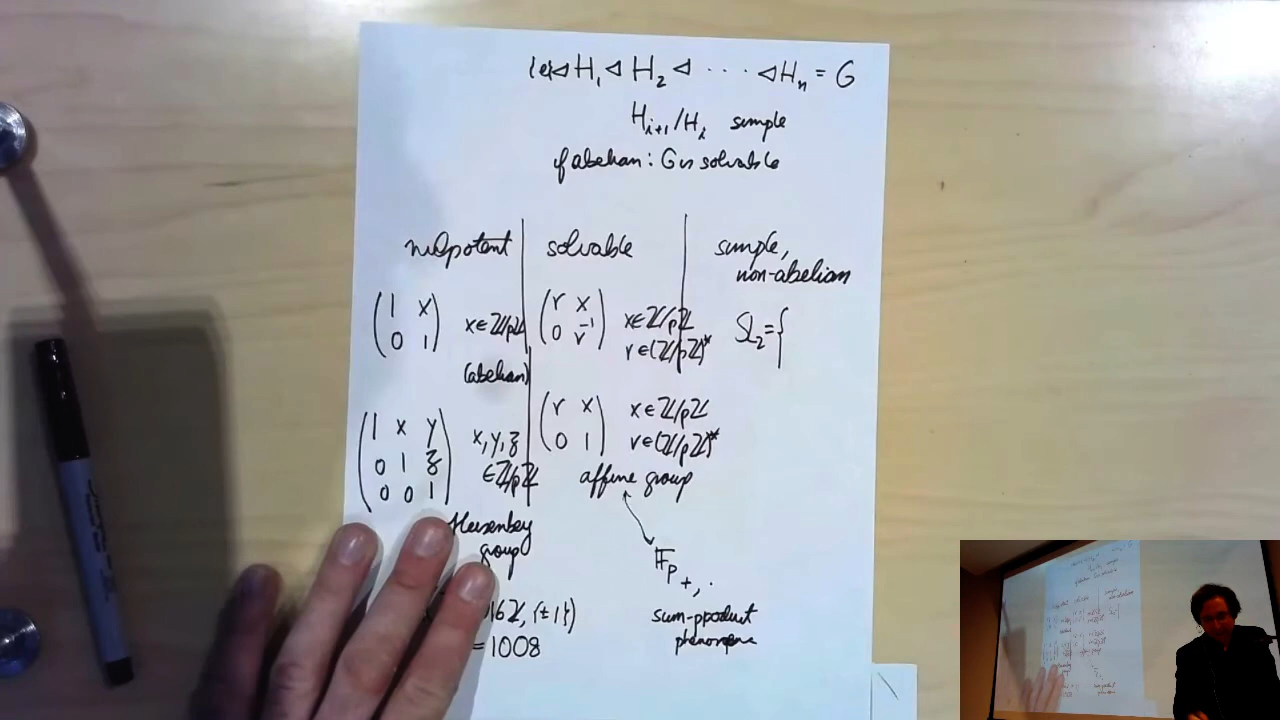 {e}◁H₁ ◁ H₂ ◁ ··· ◁Hₙ = G
Hᵢ₊₁/Hᵢ simple
if abelian: G is solvable
nilpotent
(1 x
0 1) x∈Z/pZ
(abelian)
(1 x y
0 1 z
0 0 1) x,y,z
∈Z/pZ
Heisenberg
group
016Z, {±1})
= 1008
solvable
(r x
0 r⁻¹) x∈Z/pZ
r∈(Z/pZ)*
(r x
0 1) x∈Z/pZ
r∈(Z/pZ)*
affine group
𝔽ₚ
+, ·
sum-product
phenomena
simple,
non-abelian
SL₂={